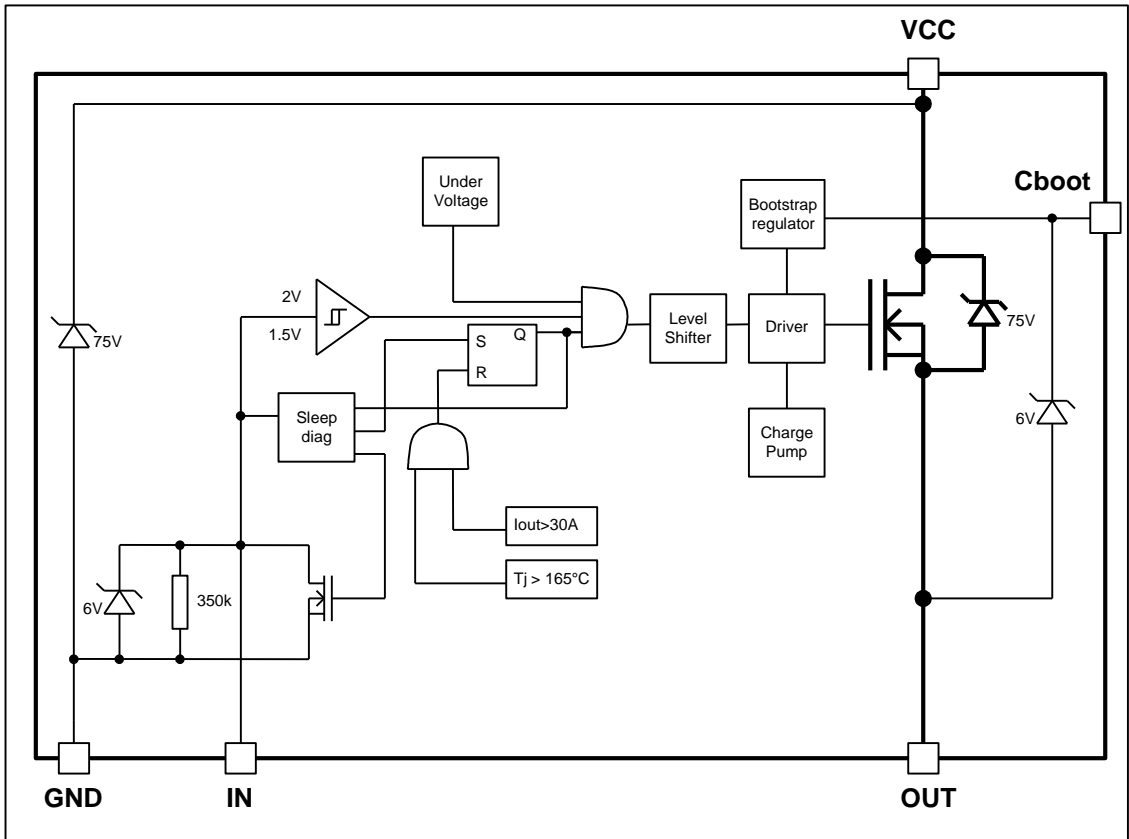 VCC
Cboot
Under
Voltage
Bootstrap
regulator
2V
1.5V
75V
S
Q
R
Level
Shifter
Driver
75V
Sleep
diag
Charge
Pump
6V
Iout>30A
Tj > 165°C
6V
350k
GND
IN
OUT